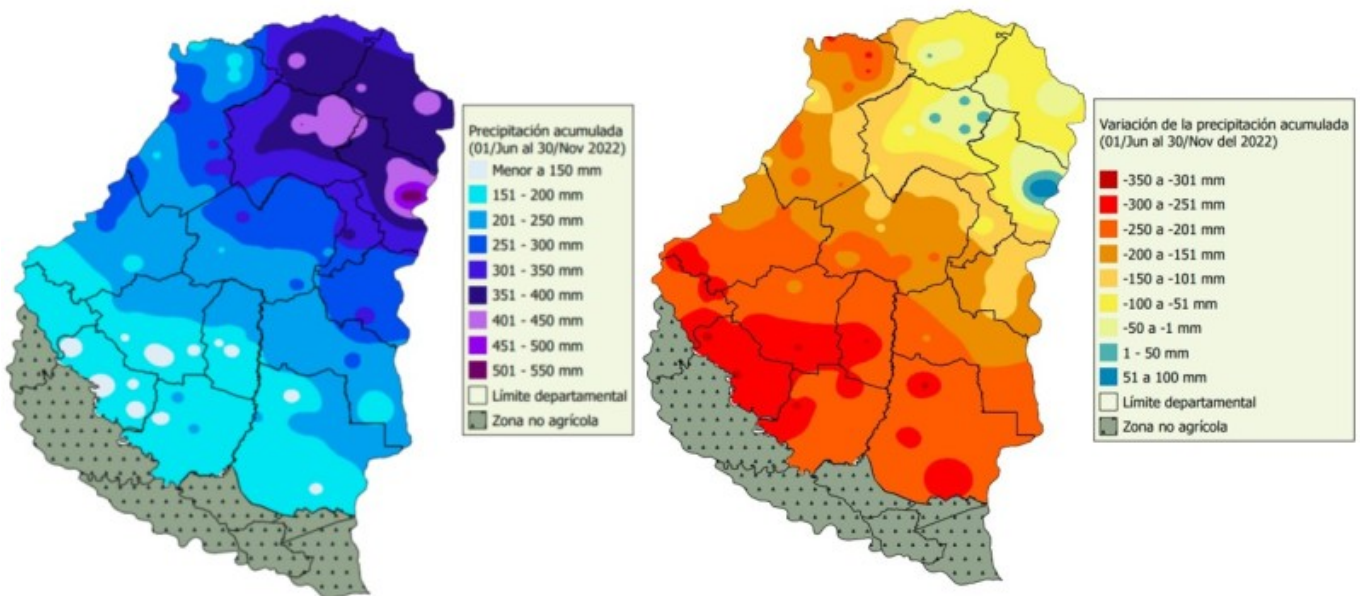 Precipitación acumulada
(01/Jun al 30/Nov 2022)
Menor a 150 mm
151 - 200 mm
201 - 250 mm
251 - 300 mm
301 - 350 mm
351 - 400 mm
401 - 450 mm
451 - 500 mm
501 - 550 mm
Límite departamental
Zona no agrícola
Variación de la precipitación acumulada
(01/Jun al 30/Nov del 2022)
-350 a -301 mm
-300 a -251 mm
-250 a -201 mm
-200 a -151 mm
-150 a -101 mm
-100 a -51 mm
-50 a -1 mm
1 - 50 mm
51 a 100 mm
Límite departamental
Zona no agrícola